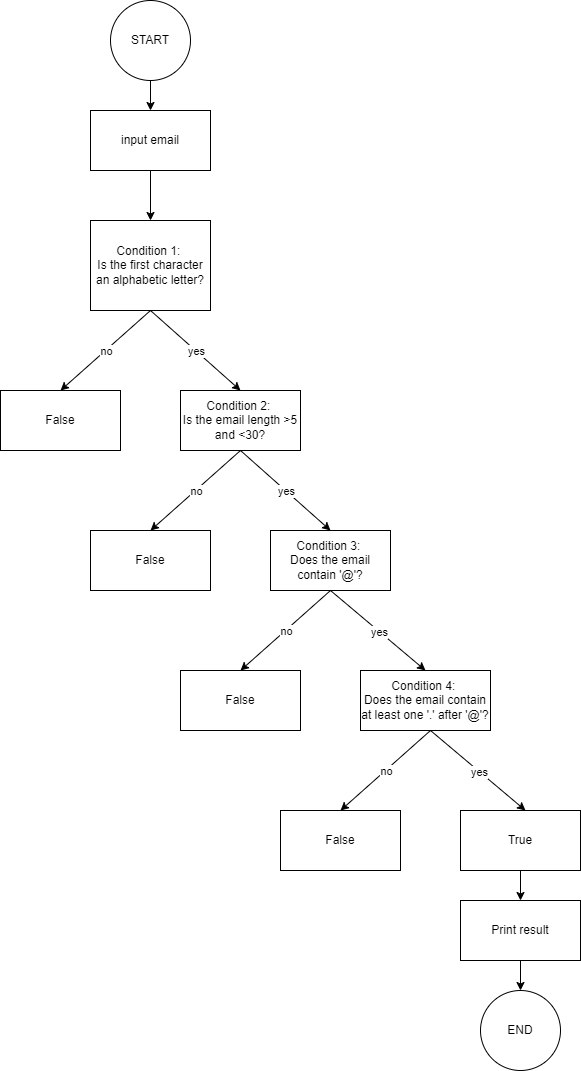 START
input email
Condition 1:
Is the first character
an alphabetic letter?
no
yes
False
Condition 2:
Is the email length >5
and <30?
no
yes
False
Condition 3:
Does the email
contain '@'?
no
yes
False
Condition 4:
Does the email contain
at least one '.' after '@'?
no
yes
False
True
Print result
END